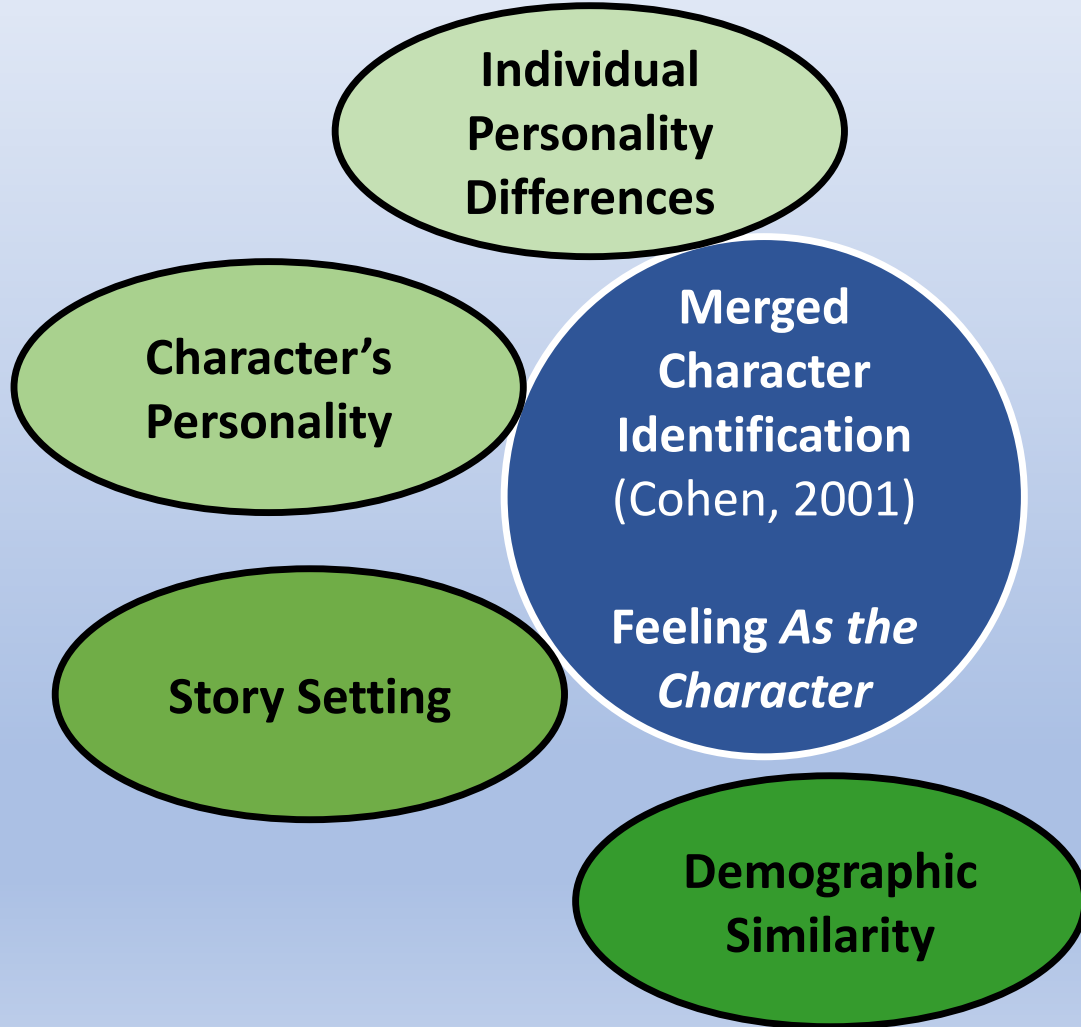 Individual
Personality
Differences
Character’s
Personality
Merged
Character
Identification
(Cohen, 2001)
Feeling As the
Character
Story Setting
Demographic
Similarity